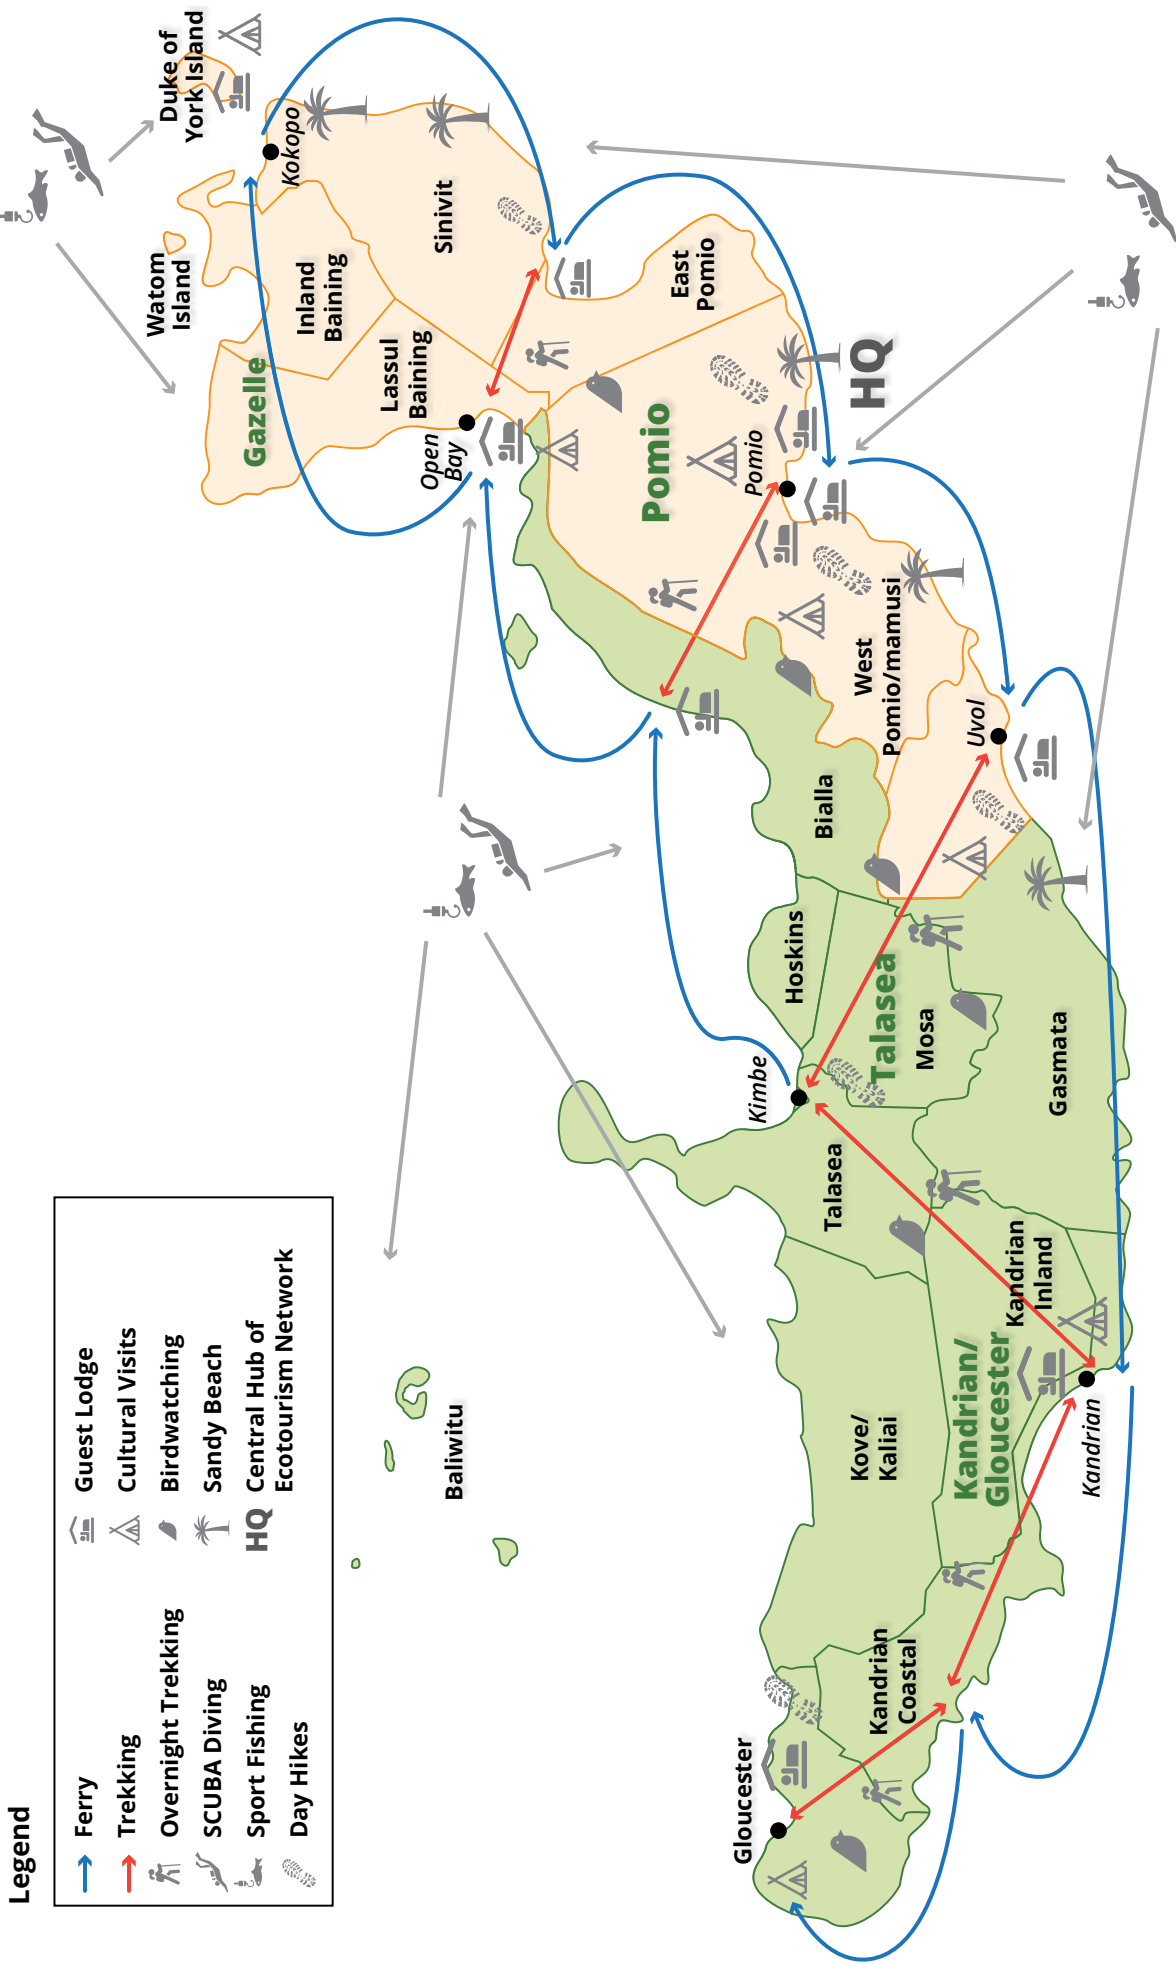 Legend
Ferry
Trekking
Overnight Trekking
SCUBA Diving
Sport Fishing
Day Hikes
Guest Lodge
Cultural Visits
Birdwatching
Sandy Beach
HQ
Central Hub of
Ecotourism Network
Baliwitu
Gloucester
Kandrian
Coastal
Kove/
Kaliai
Kandrian/
Gloucester
Kandrian
Kandrian
Inland
Talasea
Kimbe
Gasmata
Mosa
Talasea
Hoskins
Bialla
Uvol
West
Pomio/mamusi
Pomio
Pomio
HQ
East
Pomio
Open
Bay
Lassul
Baining
Gazelle
Inland
Baining
Sinivit
Watom
Island
Kokopo
Duke of
York Island